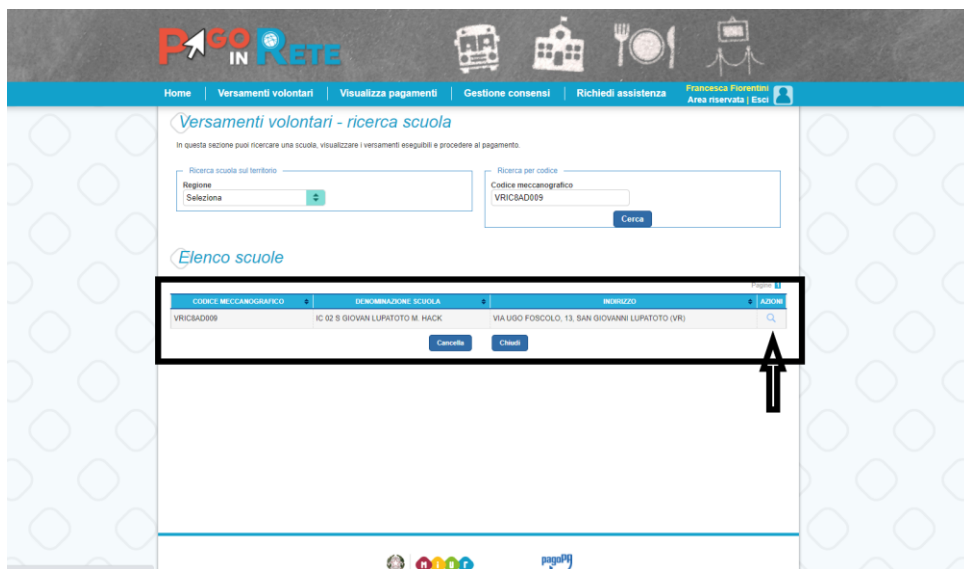 PAGO IN RETE
Home | Versamenti volontari | Visualizza pagamenti | Gestione consensi | Richiedi assistenza
Francesca Fiorentini
Area riservata | Esci
Versamenti volontari - ricerca scuola
In questa sezione puoi ricercare una scuola, visualizzare i versamenti eseguibili e procedere al pagamento.
Ricerca scuola sul territorio
Regione
Seleziona
Ricerca per codice
Codice meccanografico
VRIC8AD009
Cerca
Elenco scuole
Pagine 1
CODICE MECCANOGRAFICO DENOMINAZIONE SCUOLA INDIRIZZO AZIONI
VRIC8AD009 IC 02 S GIOVAN LUPATOTO M. HACK VIA UGO FOSCOLO, 13, SAN GIOVANNI LUPATOTO (VR)
Cancella Chiudi
MIUr pagoPA